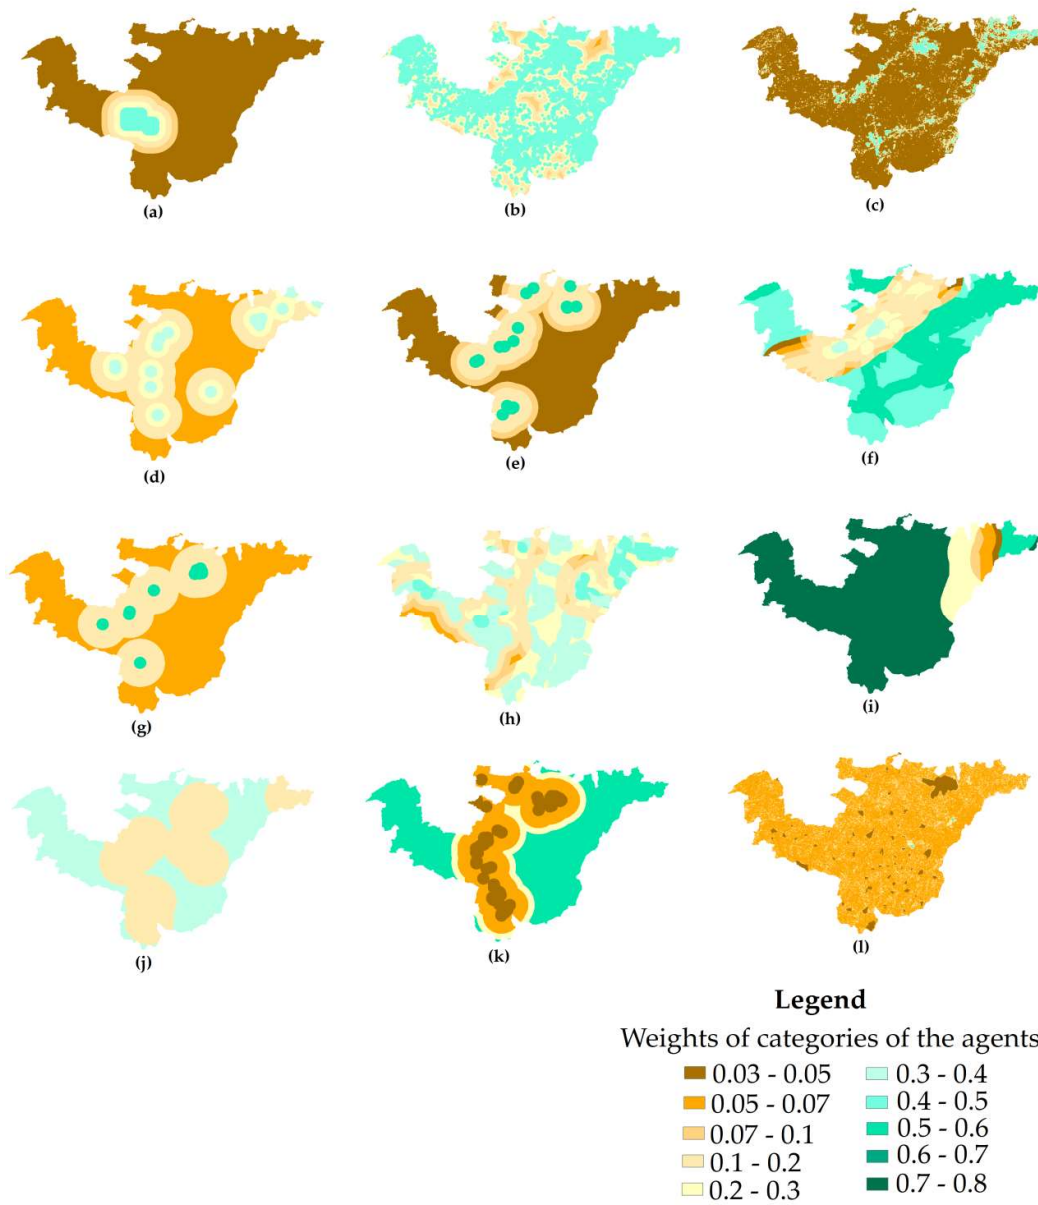 (a)
(b)
(c)
(d)
(e)
(f)
(g)
(h)
(i)
(j)
(k)
(l)
Legend
Weights of categories of the agents
0.03 - 0.05
0.05 - 0.07
0.07 - 0.1
0.1 - 0.2
0.2 - 0.3
0.3 - 0.4
0.4 - 0.5
0.5 - 0.6
0.6 - 0.7
0.7 - 0.8